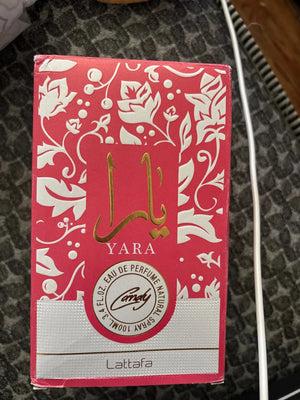 يارا
YARA
3.4 FL.OZ. EAU DE PERFUME NATURAL SPRAY 100ML.
Candy
Lattafa